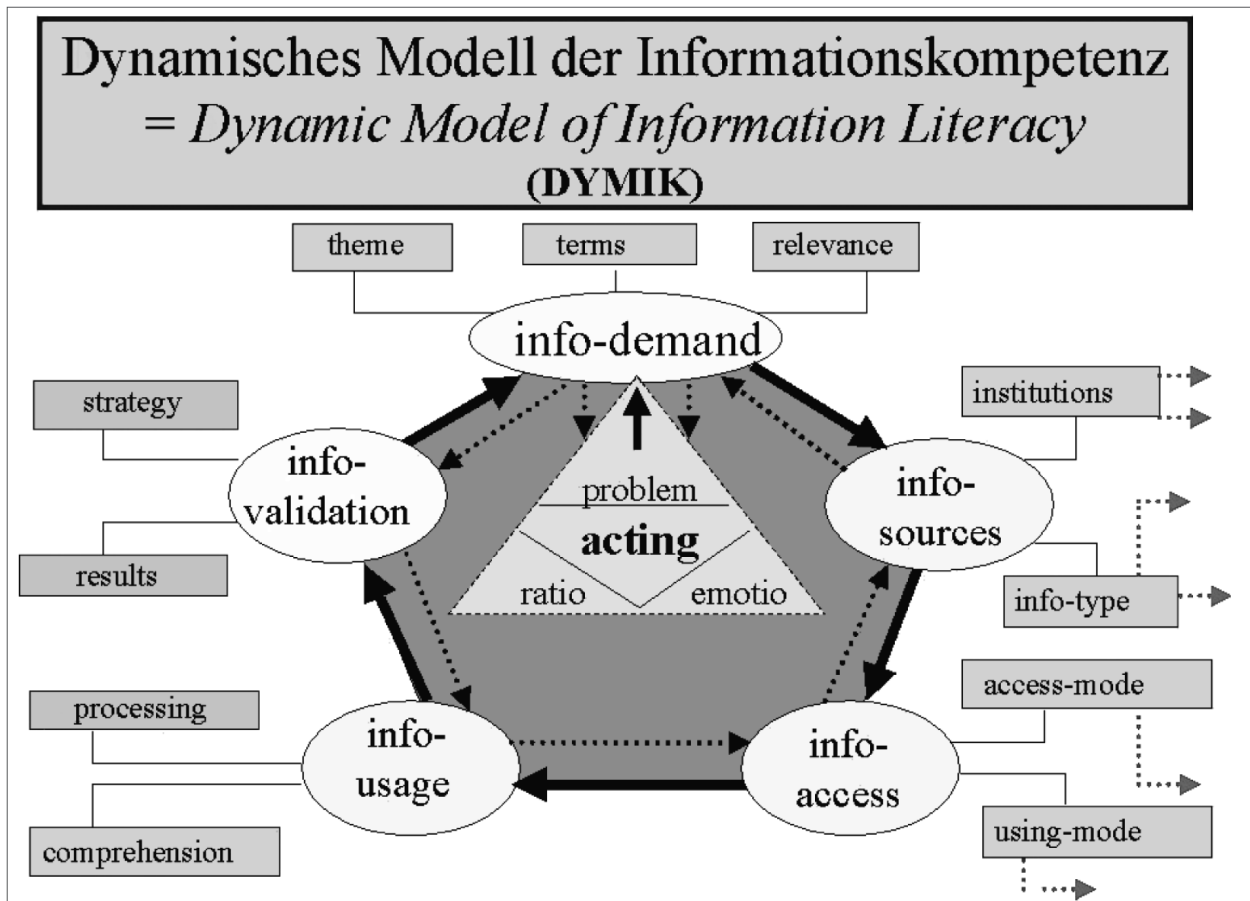 Dynamisches Modell der Informationskompetenz
= Dynamic Model of Information Literacy
(DYMIK)
theme
terms
relevance
info-demand
strategy
institutions
info-
validation
problem
acting
ratio
emotio
info-
sources
results
info-type
processing
access-mode
info-
usage
info-
access
comprehension
using-mode